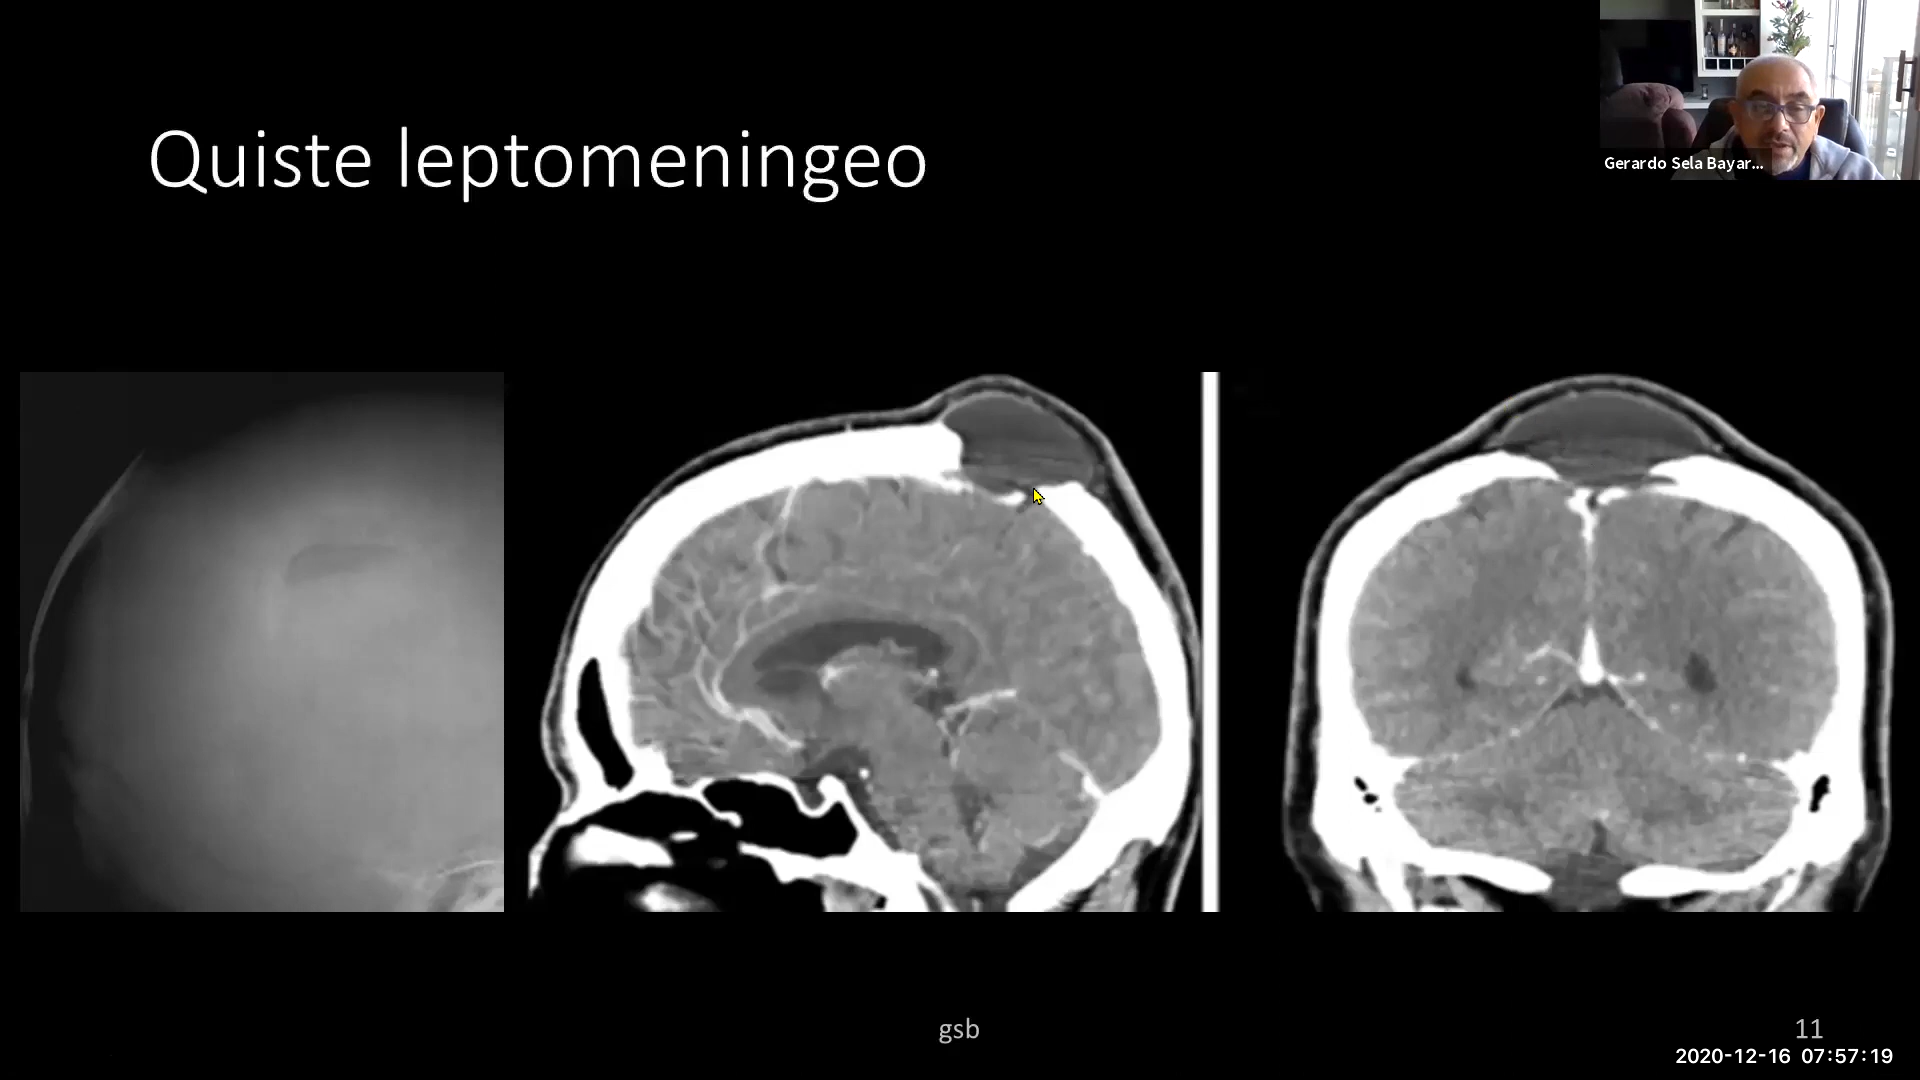 Quiste leptomeningeo
Gerardo Sela Bayar...
gsb
11
2020-12-16 07:57:19